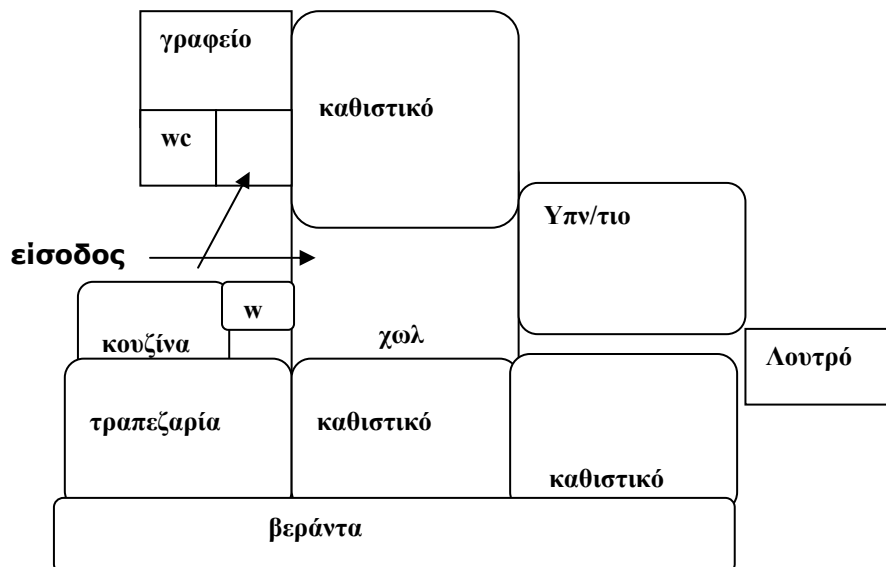 γραφείο
καθιστικό
wc
Υπν/τιο
είσοδος
w
χωλ
κουζίνα
Λουτρό
τραπεζαρία
καθιστικό
καθιστικό
βεράντα